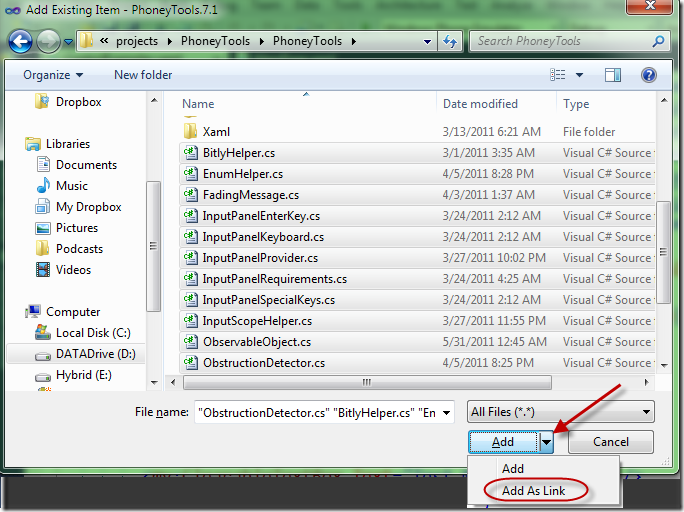 Add Existing Item - PhoneyTools.7.1
projects PhoneyTools PhoneyTools
Search PhoneyTools
Organize New folder
Name Date modified Type
Dropbox
Libraries
Documents
Music
My Dropbox
Pictures
Podcasts
Videos
Computer
Local Disk (C:)
DATADrive (D:)
Hybrid (E:)
Xaml 3/13/2011 6:21 AM File folder
BitlyHelper.cs 3/1/2011 3:35 AM Visual C# Source
EnumHelper.cs 4/5/2011 8:28 PM Visual C# Source
FadingMessage.cs 4/3/2011 1:37 AM Visual C# Source
InputPanelEnterKey.cs 3/24/2011 2:12 AM Visual C# Source
InputPanelKeyboard.cs 3/24/2011 2:12 AM Visual C# Source
InputPanelProvider.cs 3/27/2011 10:02 PM Visual C# Source
InputPanelRequirements.cs 3/24/2011 4:25 AM Visual C# Source
InputPanelSpecialKeys.cs 3/24/2011 2:12 AM Visual C# Source
InputScopeHelper.cs 3/27/2011 11:55 PM Visual C# Source
ObservableObject.cs 5/31/2011 12:45 AM Visual C# Source
ObstructionDetector.cs 4/5/2011 8:25 PM Visual C# Source
File name: "ObstructionDetector.cs" "BitlyHelper.cs" "En
All Files (*.*)
Add Cancel
Add
Add As Link